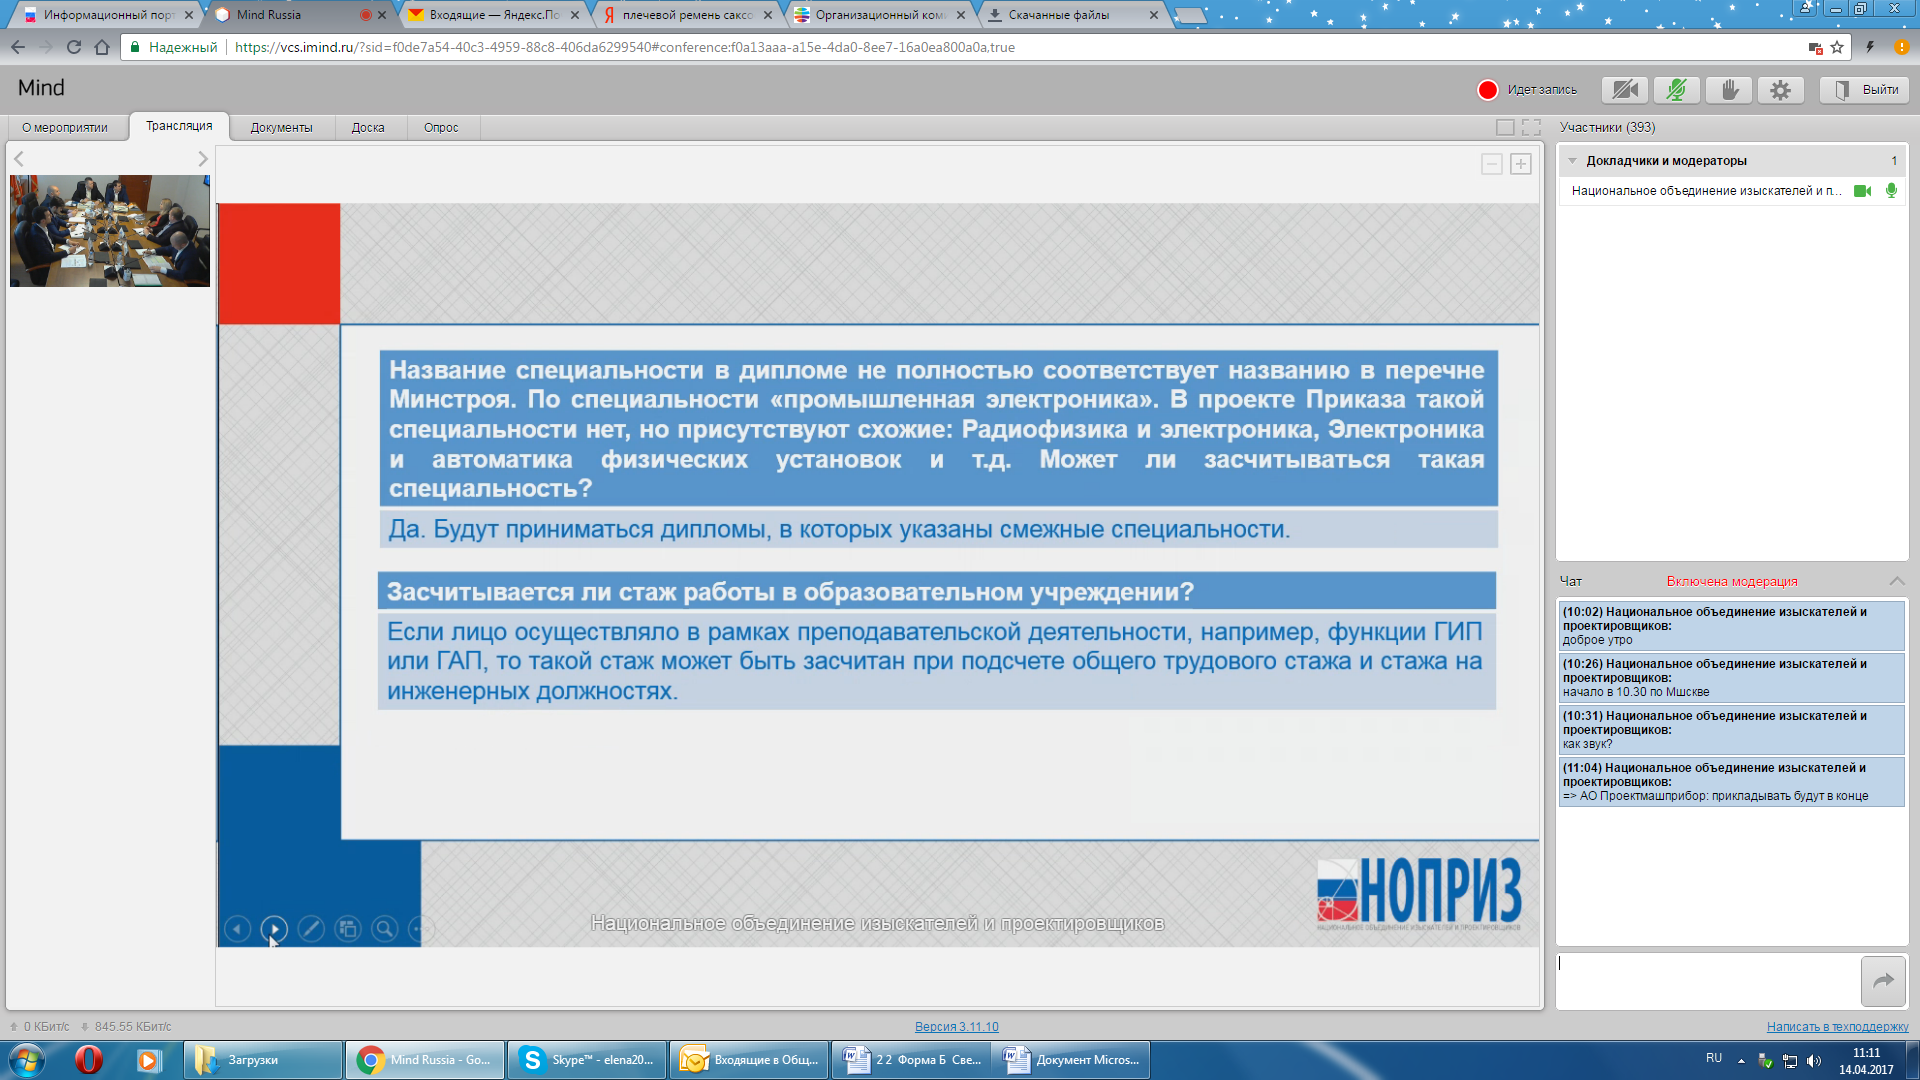 Информационный порт
Mind Russia
Входящие — Яндекс.По
плечевой ремень саксо
Организационный ком
Скачанные файлы
Надежный
https://vcs.imind.ru/?sid=f0de7a54-40c3-4959-88c8-406da6299540#conference:f0a13aaa-a15e-4da0-8ee7-16a0ea800a0a,true
Mind
Идет запись
Выйти
О мероприятии
Трансляция
Документы
Доска
Опрос
Участники (393)
Докладчики и модераторы
1
Национальное объединение изыскателей и п...
Название специальности в дипломе не полностью соответствует названию в перечне
Минстроя. По специальности «промышленная электроника». В проекте Приказа такой
специальности нет, но присутствуют схожие: Радиофизика и электроника, Электроника
и автоматика физических установок и т.д. Может ли засчитываться такая
специальность?
Да. Будут приниматься дипломы, в которых указаны смежные специальности.
Засчитывается ли стаж работы в образовательном учреждении?
Если лицо осуществляло в рамках преподавательской деятельности, например, функции ГИП
или ГАП, то такой стаж может быть засчитан при подсчете общего трудового стажа и стажа на
инженерных должностях.
Национальное объединение изыскателей и проектировщиков
НОПРИЗ
НАЦИОНАЛЬНОЕ ОБЪЕДИНЕНИЕ ИЗЫСКАТЕЛЕЙ И ПРОЕКТИРОВЩИКОВ
Чат
Включена модерация
(10:02) Национальное объединение изыскателей и
проектировщиков:
доброе утро
(10:26) Национальное объединение изыскателей и
проектировщиков:
начало в 10.30 по Мшскве
(10:31) Национальное объединение изыскателей и
проектировщиков:
как звук?
(11:04) Национальное объединение изыскателей и
проектировщиков:
=> АО Проектмашприбор: прикладывать будут в конце
0 КБит/с
845.55 КБит/с
Версия 3.11.10
Написать в техподдержку
Загрузки
Mind Russia - Go...
Skype™ - elena20...
Входящие в Общ...
2 2 Форма Б Све...
Документ Micros...
RU
11:11
14.04.2017